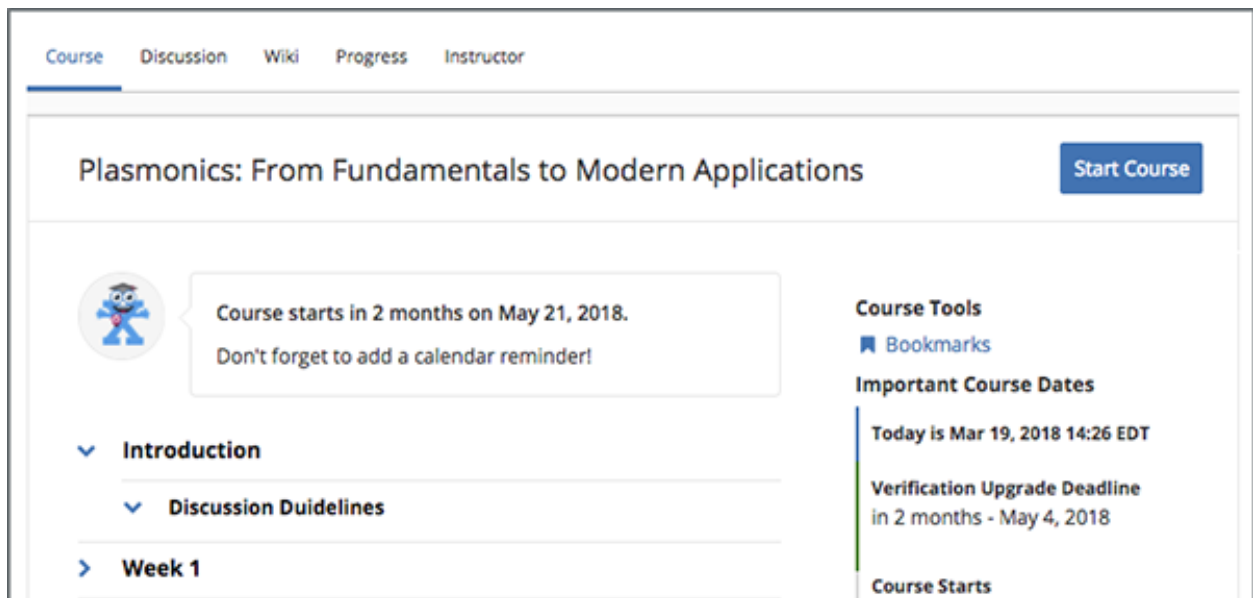 Course Discussion Wiki Progress Instructor
Plasmonics: From Fundamentals to Modern Applications
Start Course
Course starts in 2 months on May 21, 2018.
Don't forget to add a calendar reminder!
Introduction
Discussion Duidelines
Week 1
Course Tools
Bookmarks
Important Course Dates
Today is Mar 19, 2018 14:26 EDT
Verification Upgrade Deadline
in 2 months - May 4, 2018
Course Starts